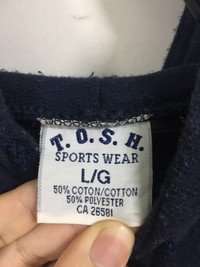 T. O. S. H.
SPORTS WEAR
L/G
50% COTON/COTTON
50% POLYESTER
CA 26581